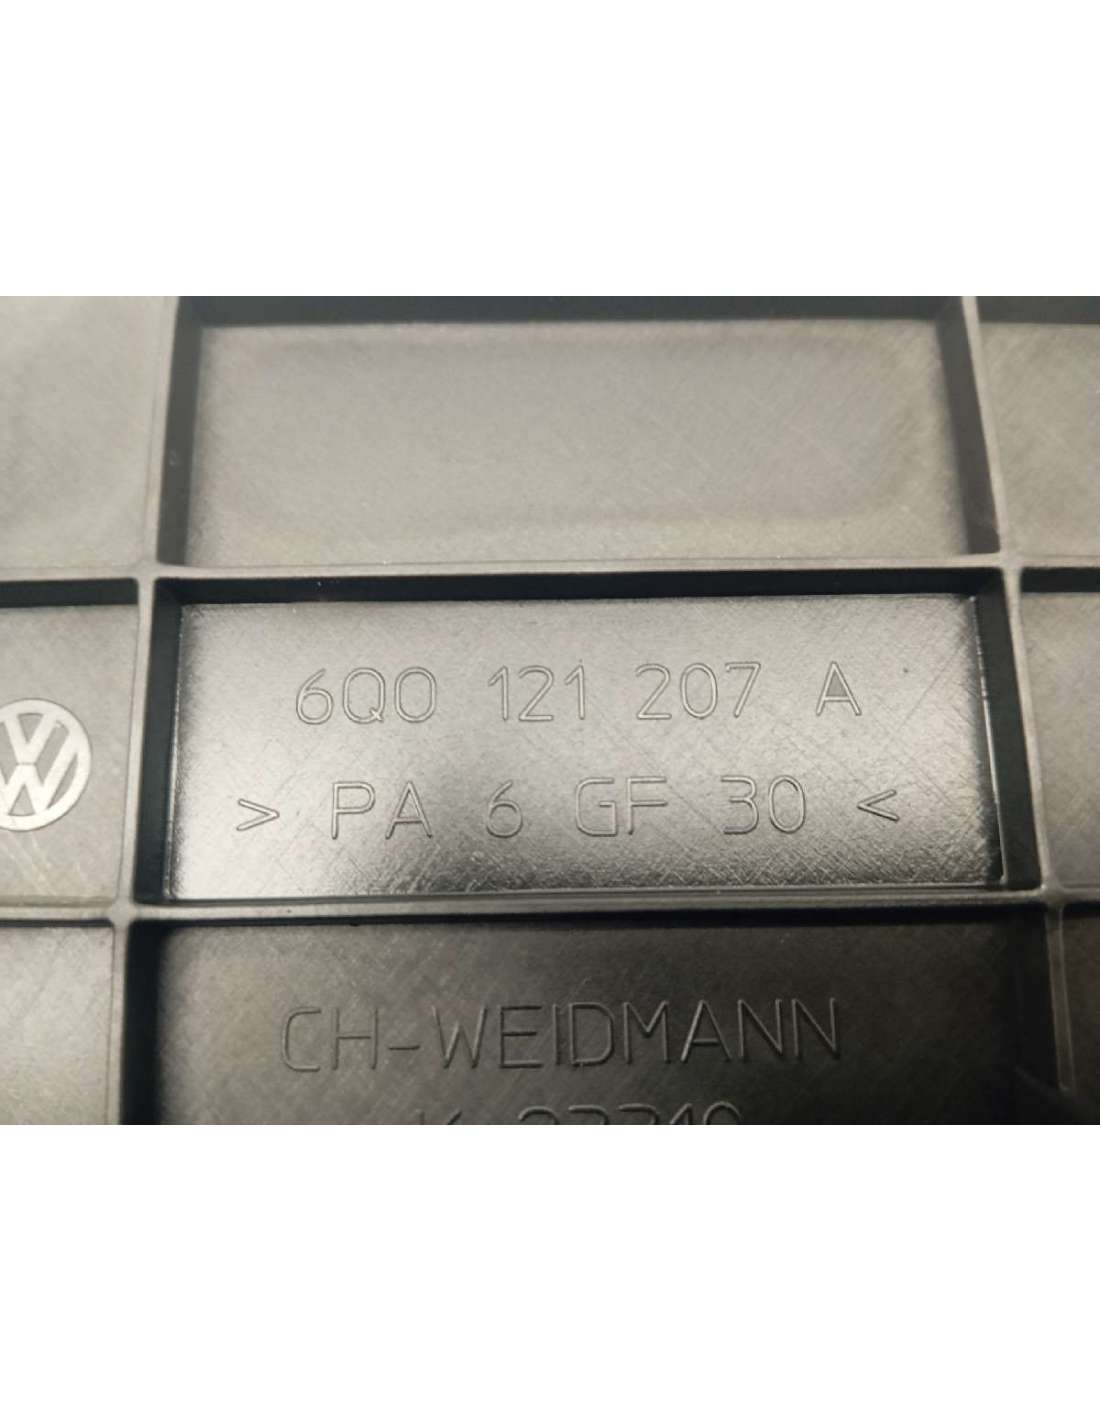 6Q0 121 207 A
> PA 6 GF 30 <
CH-WEIDMANN